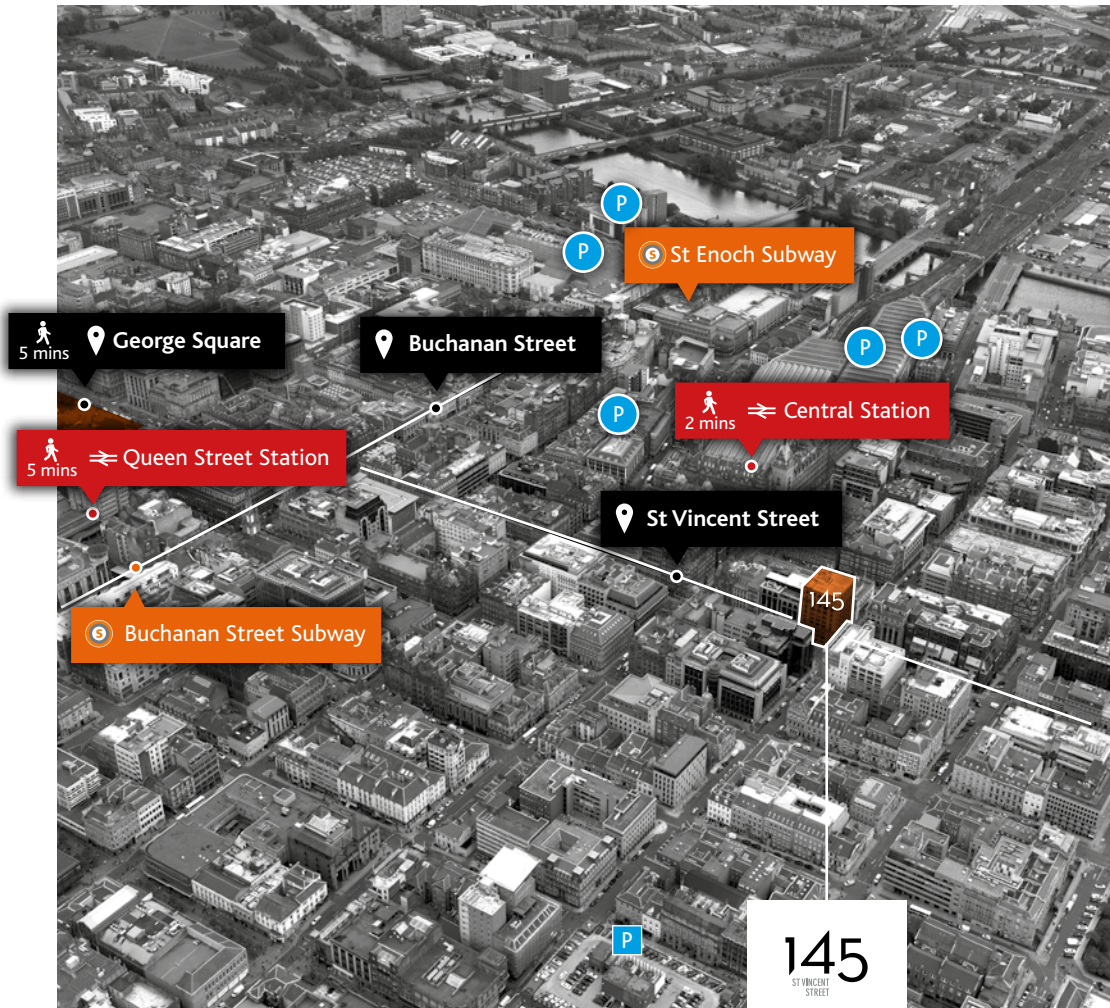 P
P
S St Enoch Subway
5 mins George Square
Buchanan Street
P
P
P
2 mins Central Station
5 mins Queen Street Station
St Vincent Street
145
S Buchanan Street Subway
P
145
ST VINCENT
STREET